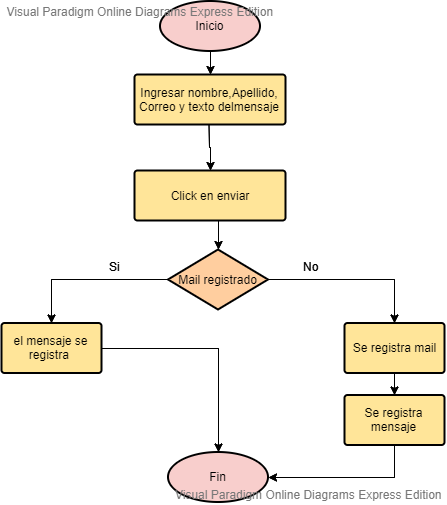 Visual Paradigm Online Diagrams Express Edition
Inicio
Ingresar nombre,Apellido,
Correo y texto delmensaje
Click en enviar
Si
No
Mail registrado
el mensaje se
registra
Se registra mail
Se registra
mensaje
Fin
Visual Paradigm Online Diagrams Express Edition